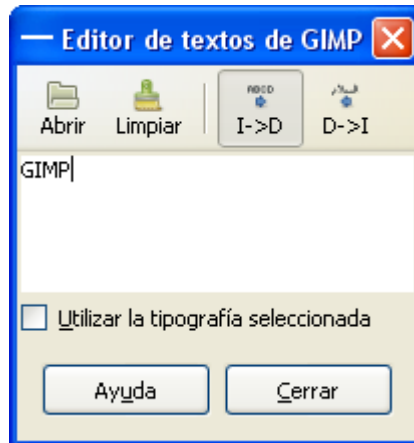 Editor de textos de GIMP
Abrir Limpiar I->D D->I
GIMP
Utilizar la tipografía seleccionada
Ayuda Cerrar